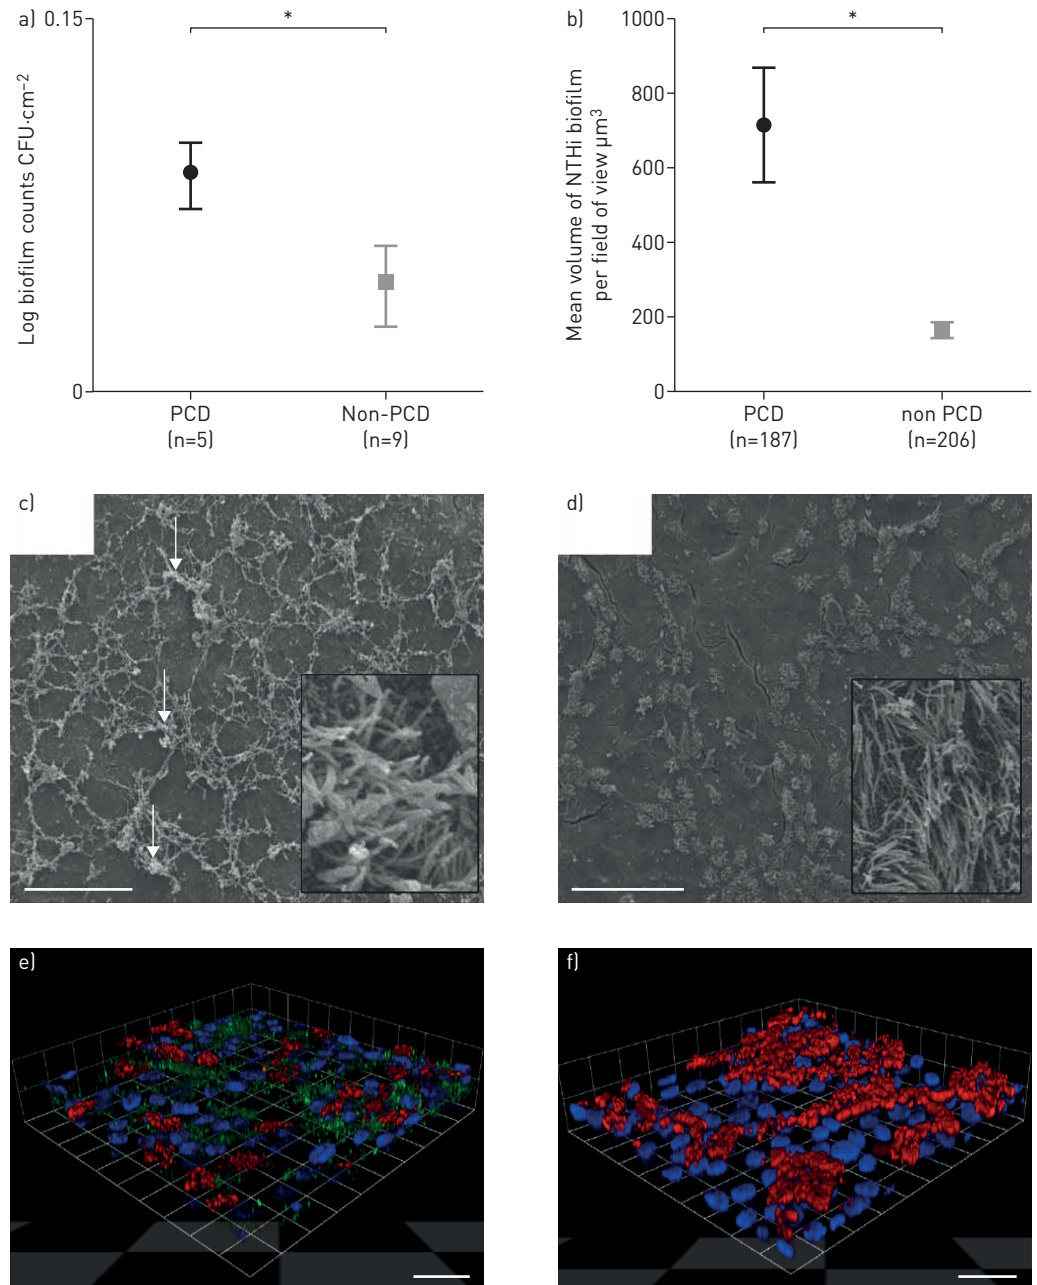 a)
0.15
*
Log biofilm counts CFU·cm⁻²
0
PCD
(n=5)
Non-PCD
(n=9)
b)
1000
*
800
600
400
200
0
Mean volume of NTHi biofilm
per field of view µm³
PCD
(n=187)
non PCD
(n=206)
c)
d)
e)
f)